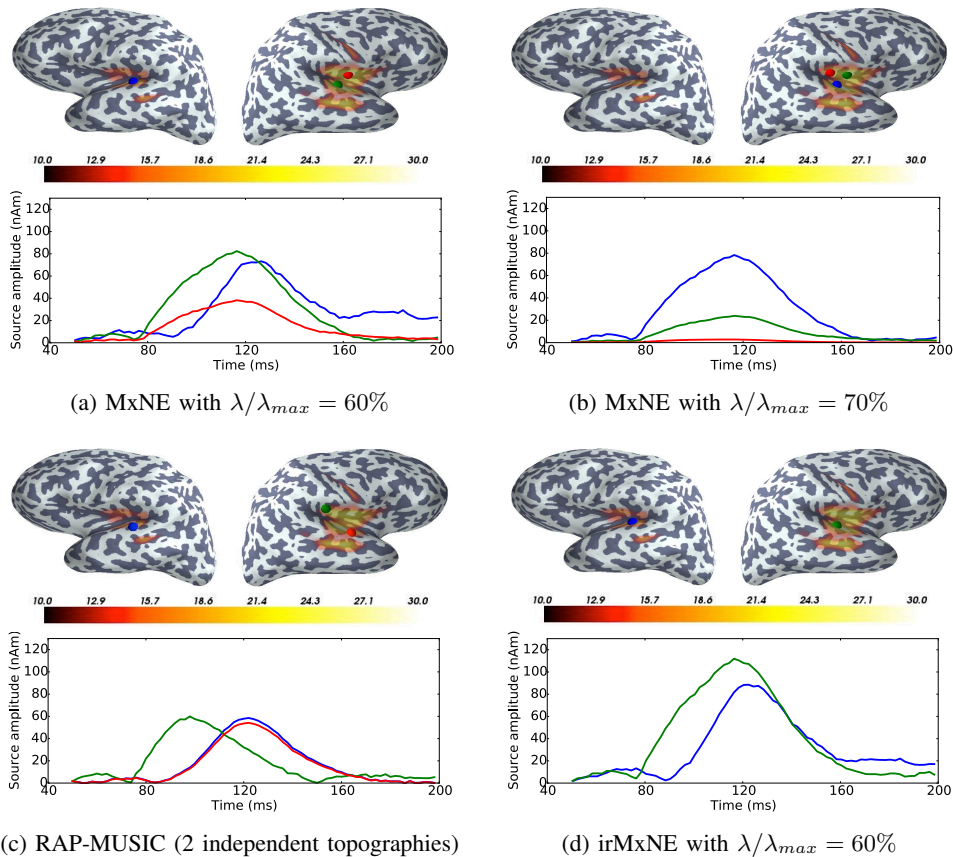 10.0 12.9 15.7 18.6 21.4 24.3 27.1 30.0
Source amplitude (nAm)
120
100
80
60
40
20
0
40 80 120 160 200
Time (ms)
(a) MxNE with λ/λmax = 60%
10.0 12.9 15.7 18.6 21.4 24.3 27.1 30.0
Source amplitude (nAm)
120
100
80
60
40
20
0
40 80 120 160 200
Time (ms)
(b) MxNE with λ/λmax = 70%
10.0 12.9 15.7 18.6 21.4 24.3 27.1 30.0
Source amplitude (nAm)
120
100
80
60
40
20
0
40 80 120 160 200
Time (ms)
(c) RAP-MUSIC (2 independent topographies)
10.0 12.9 15.7 18.6 21.4 24.3 27.1 30.0
Source amplitude (nAm)
120
100
80
60
40
20
0
40 80 120 160 200
Time (ms)
(d) irMxNE with λ/λmax = 60%